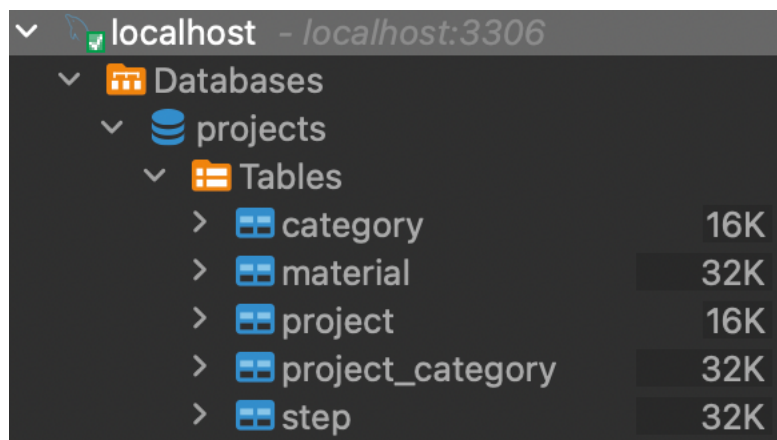 localhost - localhost:3306
Databases
projects
Tables
category 16K
material 32K
project 16K
project_category 32K
step 32K